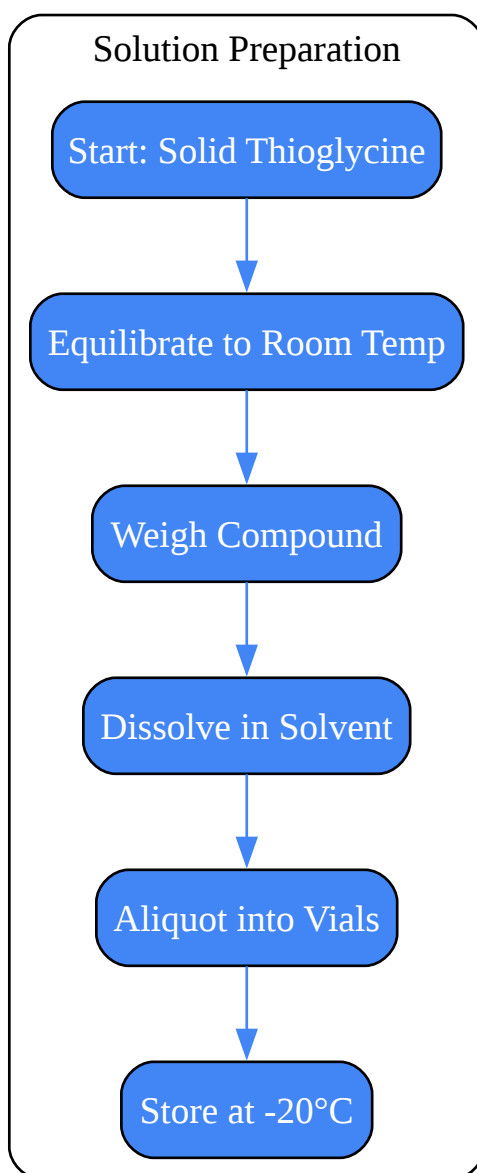 Solution Preparation
Start: Solid Thioglycine
Equilibrate to Room Temp
Weigh Compound
Dissolve in Solvent
Aliquot into Vials
Store at -20°C